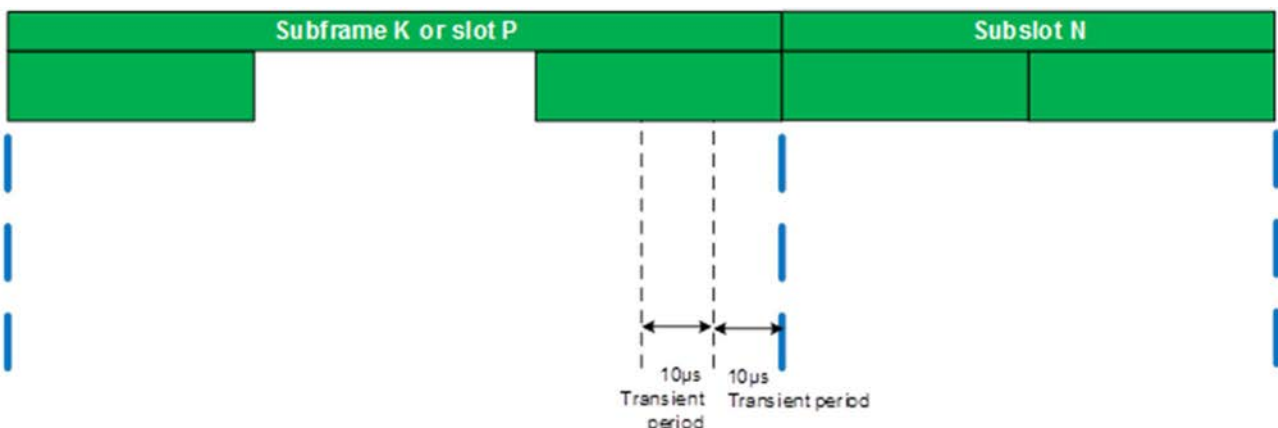 Subframe K or slot P
Subslot N
10µs
Transient
period
10µs
Transient period